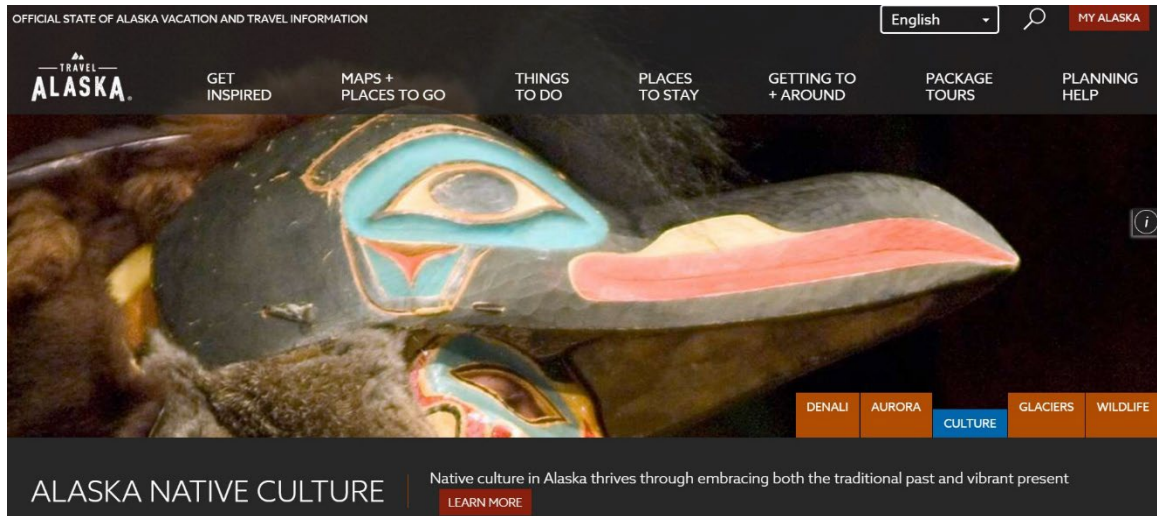 OFFICIAL STATE OF ALASKA VACATION AND TRAVEL INFORMATION
English
MY ALASKA
TRAVEL
ALASKA
GET
INSPIRED
MAPS +
PLACES TO GO
THINGS
TO DO
PLACES
TO STAY
GETTING TO
+ AROUND
PACKAGE
TOURS
PLANNING
HELP
i
DENALI
AURORA
CULTURE
GLACIERS
WILDLIFE
ALASKA NATIVE CULTURE
Native culture in Alaska thrives through embracing both the traditional past and vibrant present
LEARN MORE